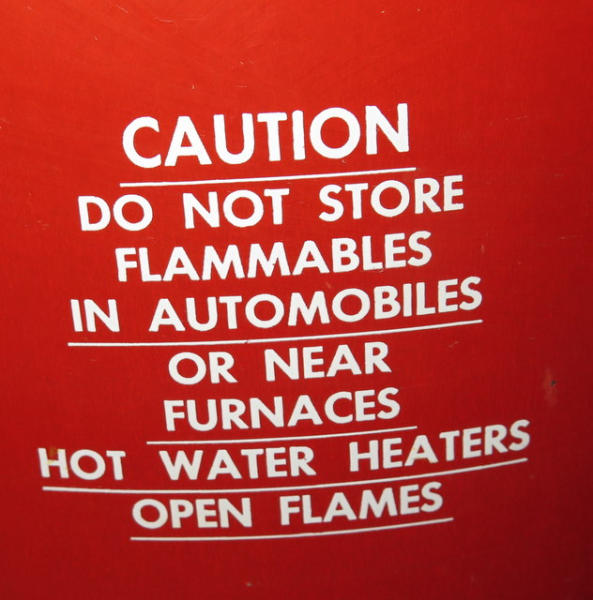 CAUTION
DO NOT STORE
FLAMMABLES
IN AUTOMOBILES
OR NEAR
FURNACES
HOT WATER HEATERS
OPEN FLAMES